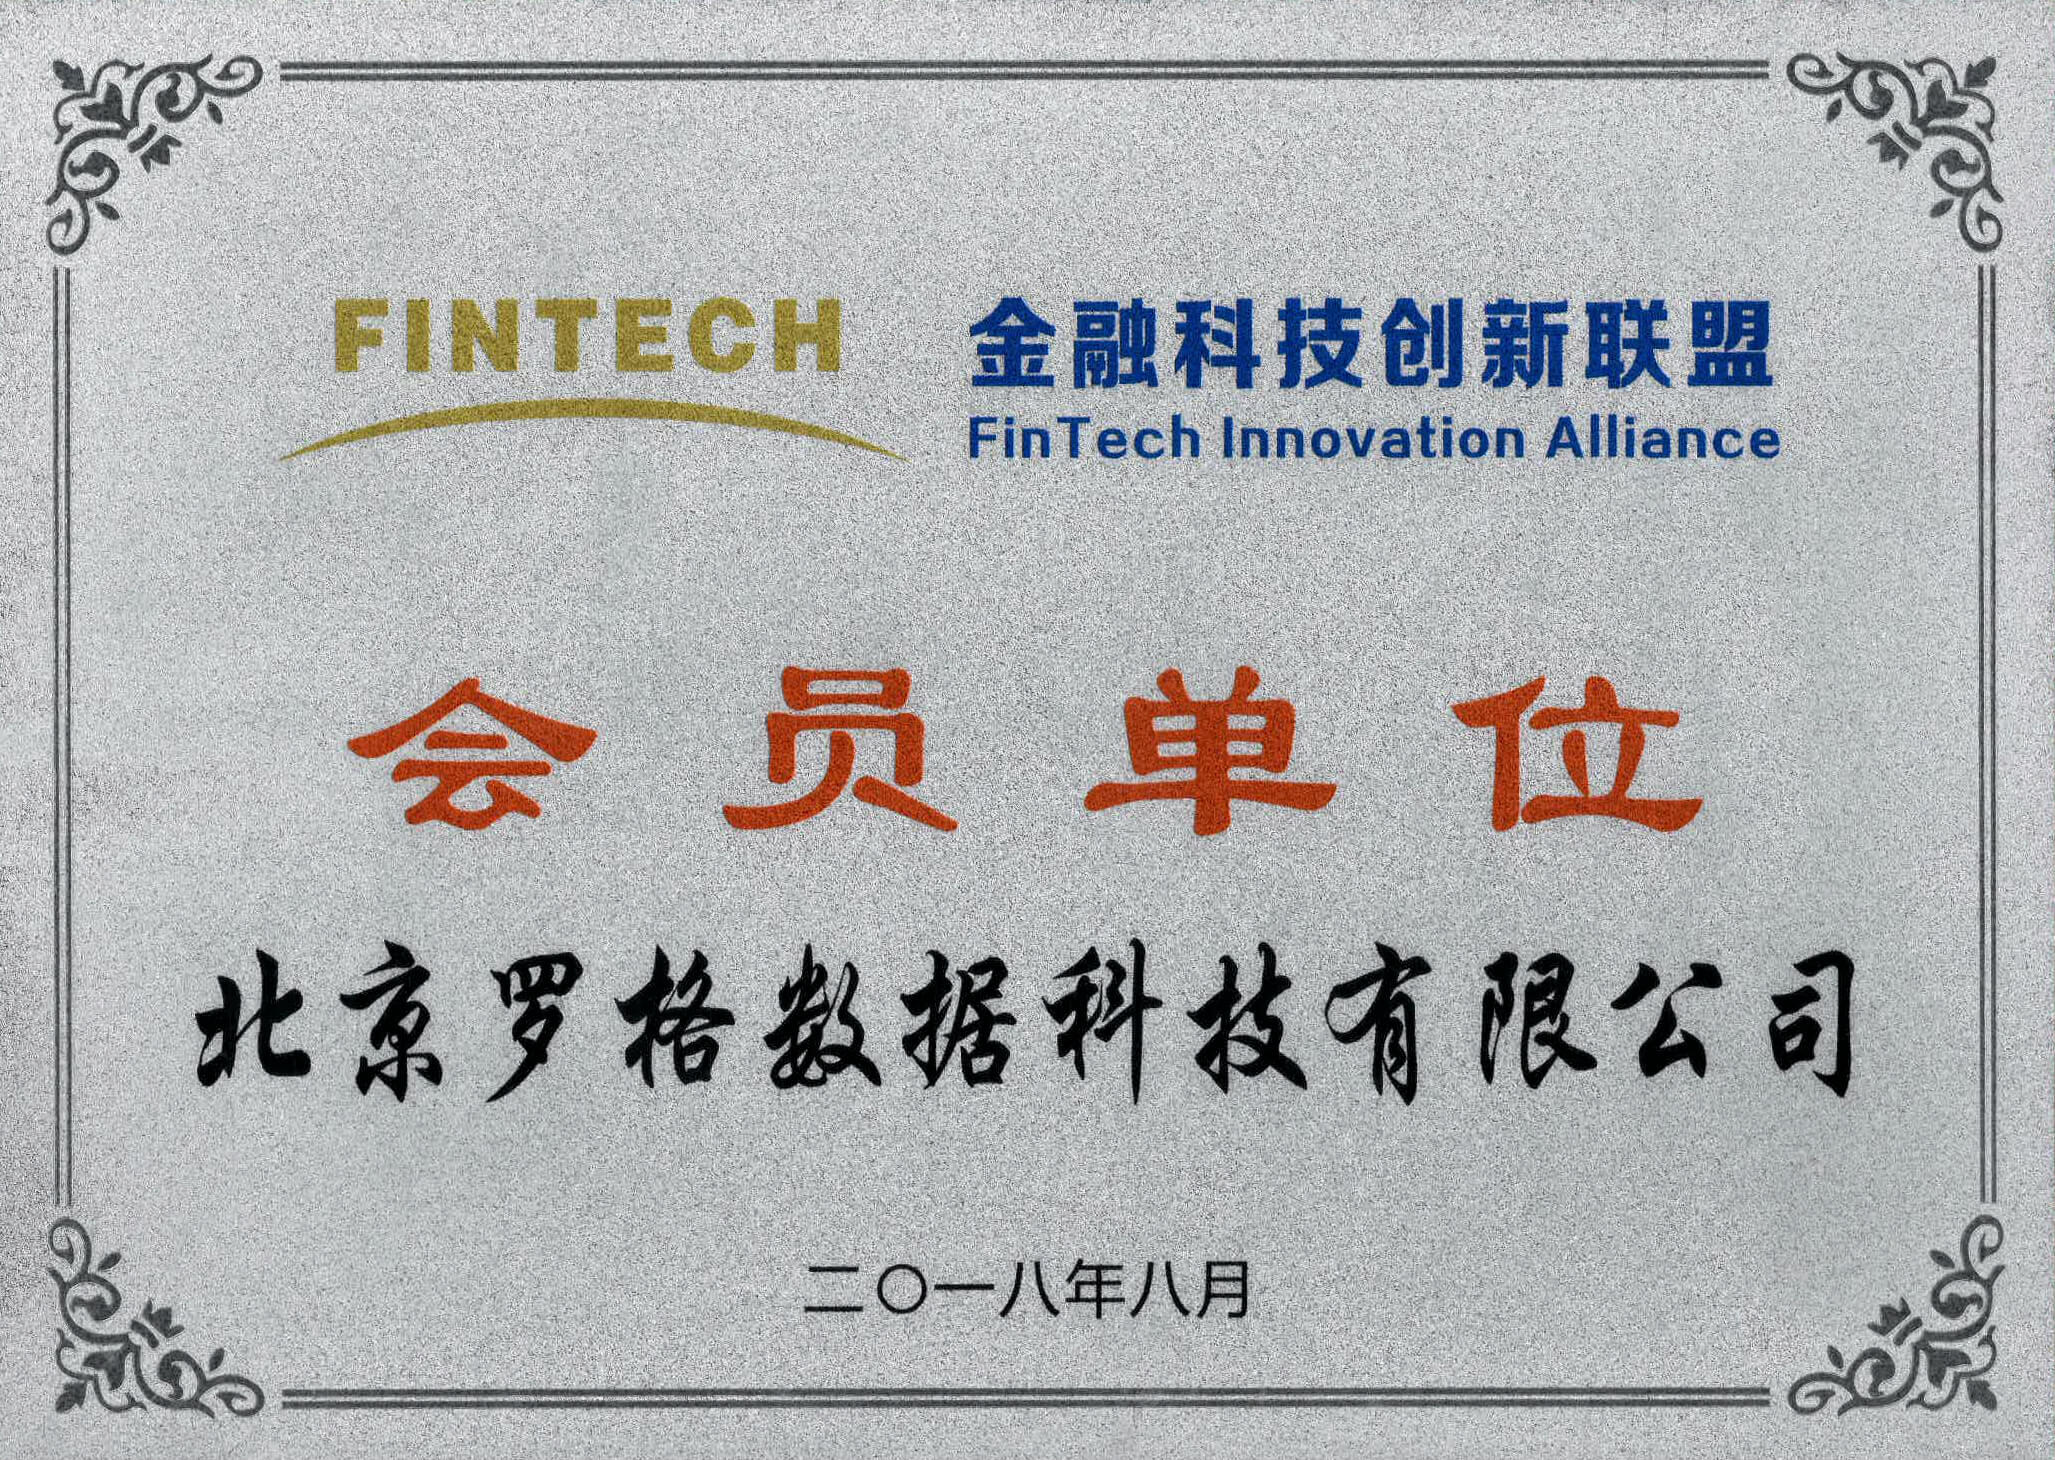 FINTECH
金融科技创新联盟
FinTech Innovation Alliance
会员单位
北京罗格数据科技有限公司
二〇一八年八月